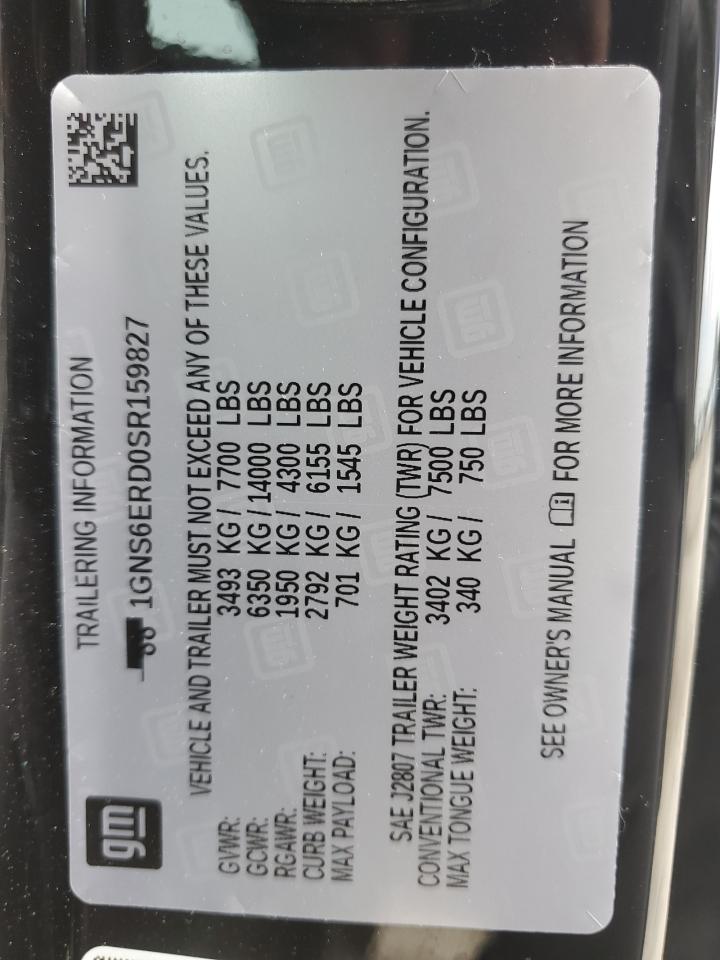 gm
TRAILERING INFORMATION
1GNS6ERD0SR159827
VEHICLE AND TRAILER MUST NOT EXCEED ANY OF THESE VALUES.
GVWR: 3493 KG / 7700 LBS
GCWR: 6350 KG / 14000 LBS
RGAWR: 1950 KG / 4300 LBS
CURB WEIGHT: 2792 KG / 6155 LBS
MAX PAYLOAD: 701 KG / 1545 LBS
SAE J2807 TRAILER WEIGHT RATING (TWR) FOR VEHICLE CONFIGURATION.
CONVENTIONAL TWR: 3402 KG / 7500 LBS
MAX TONGUE WEIGHT: 340 KG / 750 LBS
SEE OWNER'S MANUAL FOR MORE INFORMATION